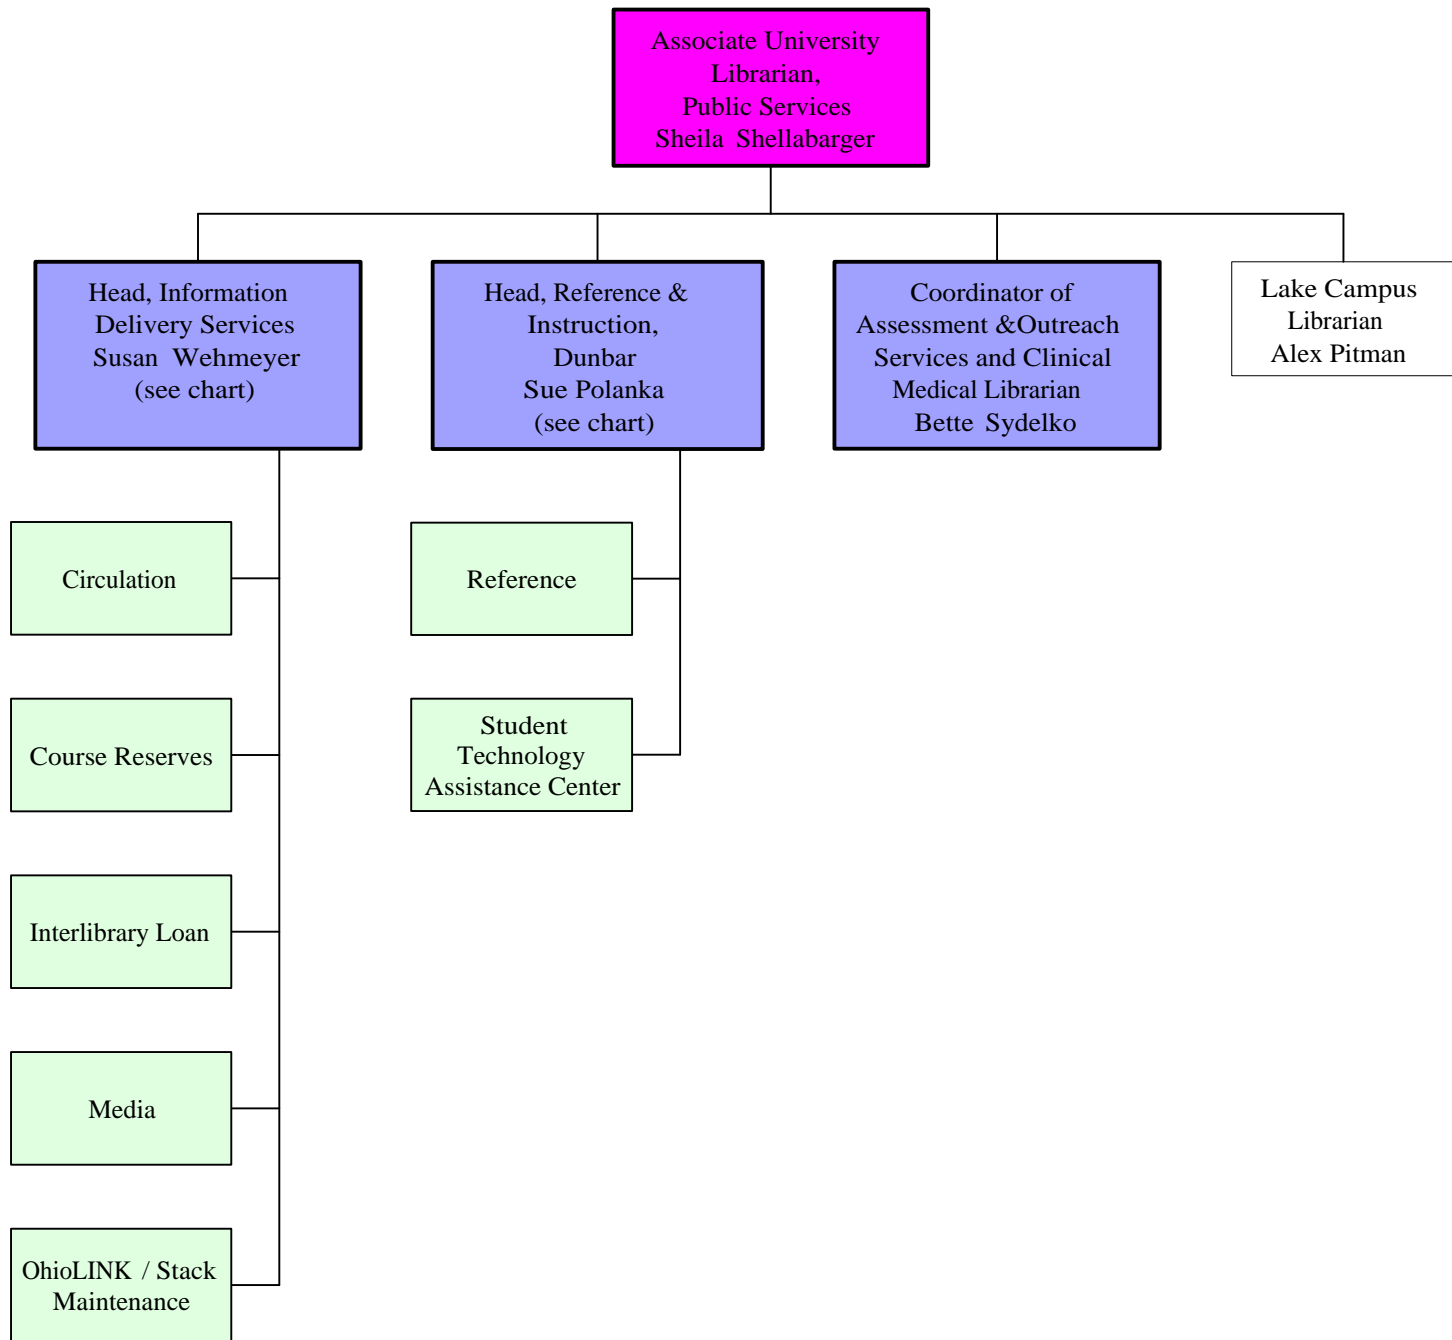 Associate University
Librarian,
Public Services
Sheila Shellabarger
Head, Information
Delivery Services
Susan Wehmeyer
(see chart)
Head, Reference &
Instruction,
Dunbar
Sue Polanka
(see chart)
Coordinator of
Assessment &Outreach
Services and Clinical
Medical Librarian
Bette Sydelko
Lake Campus
Librarian
Alex Pitman
Circulation
Course Reserves
Interlibrary Loan
Media
OhioLINK / Stack
Maintenance
Reference
Student
Technology
Assistance Center